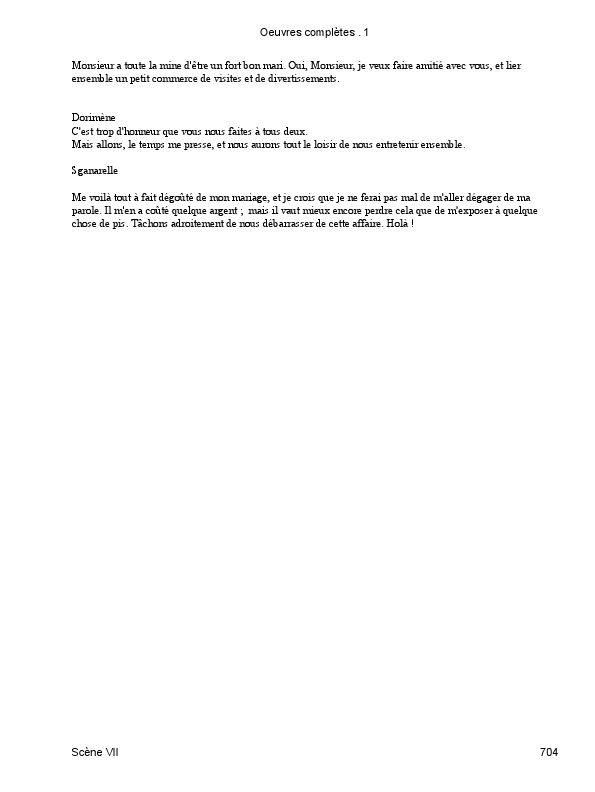 Oeuvres complètes . 1
Monsieur a toute la mine d'être un fort bon mari. Oui, Monsieur, je veux faire amitié avec vous, et lier
ensemble un petit commerce de visites et de divertissements.
Dorimène
C'est trop d'honneur que vous nous faites à tous deux.
Mais allons, le temps me presse, et nous aurons tout le loisir de nous entretenir ensemble.
Sganarelle
Me voilà tout à fait dégoûté de mon mariage, et je crois que je ne ferai pas mal de m'aller dégager de ma
parole. Il m'en a coûté quelque argent ; mais il vaut mieux encore perdre cela que de m'exposer à quelque
chose de pis. Tâchons adroitement de nous débarrasser de cette affaire. Holà !
Scène VII 704